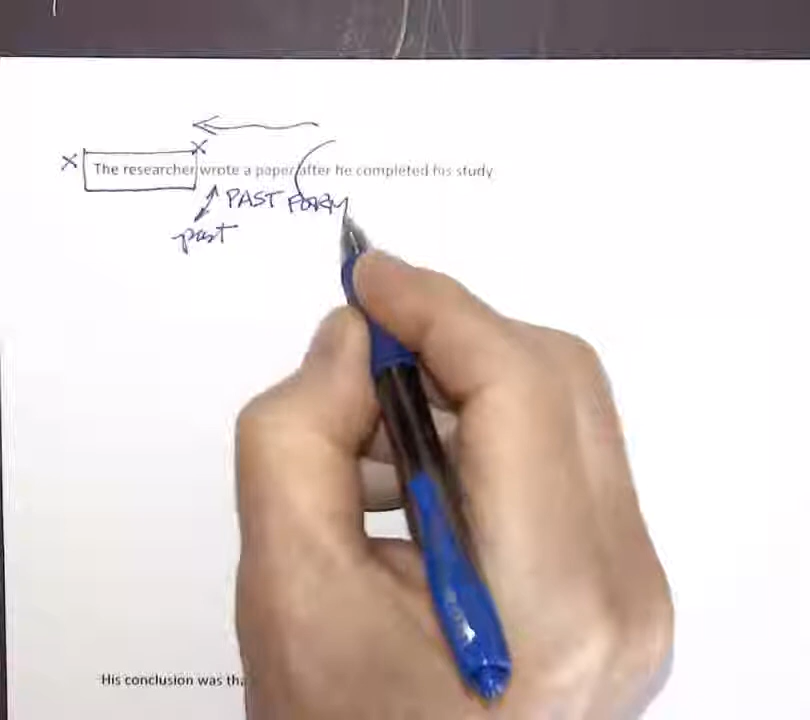 x
x The researcher wrote a paper after he completed his study
PAST FORM
past
His conclusion was tha